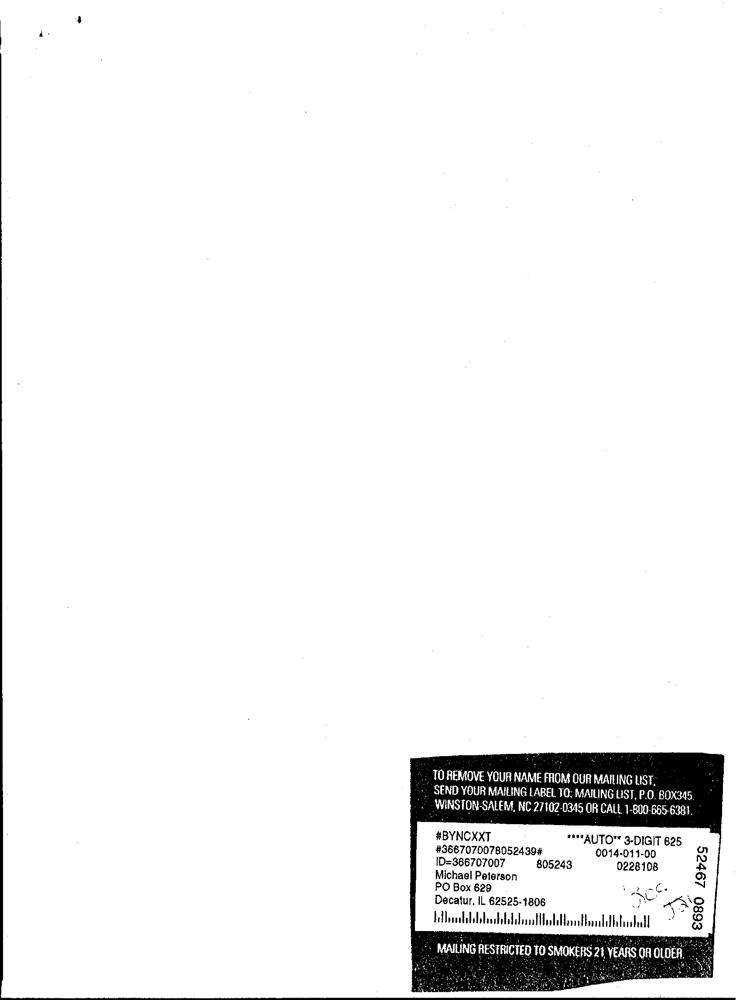 TO REMOVE YOUR NAME FROM OUR MAILING LIST,
SEND YOUR MAILING LABEL TO: MAILING LIST, P.O. BOX345.
WINSTON-SALEM, NC 27102-0345 OR CALL 1-800-665-6381.
#BYNCXXT ****AUTO** 3-DIGIT 625
#3667070078052439# 0014-011-00
ID=366707007 805243 0228108
Michael Peterson
PO Box 629
Decatur, IL 62525-1806
MAILING RESTRICTED TO SMOKERS 21 YEARS OR OLDER.
52467 0893